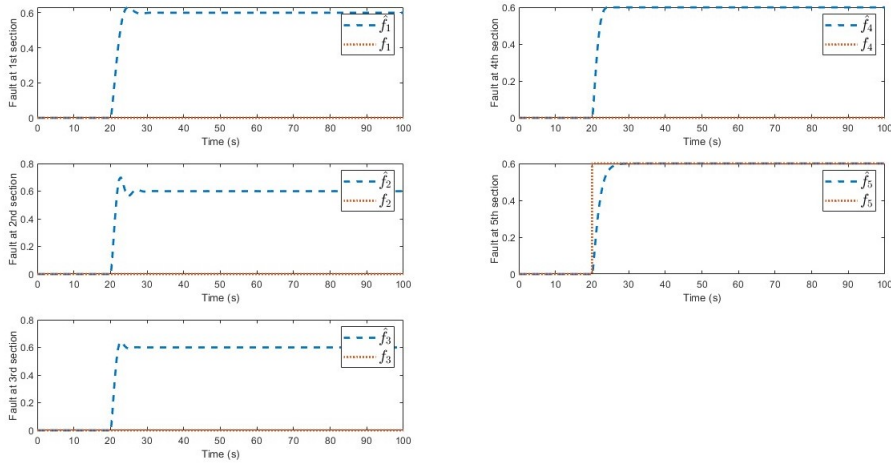 Fault at 1st section
0.6
0.4
0.2
0
0 10 20 30 40 50 60 70 80 90 100
Time (s)
f̂₁
f₁
Fault at 2nd section
0.8
0.6
0.4
0.2
0
0 10 20 30 40 50 60 70 80 90 100
Time (s)
f̂₂
f₂
Fault at 3rd section
0.8
0.6
0.4
0.2
0
0 10 20 30 40 50 60 70 80 90 100
Time (s)
f̂₃
f₃
Fault at 4th section
0.6
0.4
0.2
0
0 10 20 30 40 50 60 70 80 90 100
Time (s)
f̂₄
f₄
Fault at 5th section
0.6
0.4
0.2
0
0 10 20 30 40 50 60 70 80 90 100
Time (s)
f̂₅
f₅